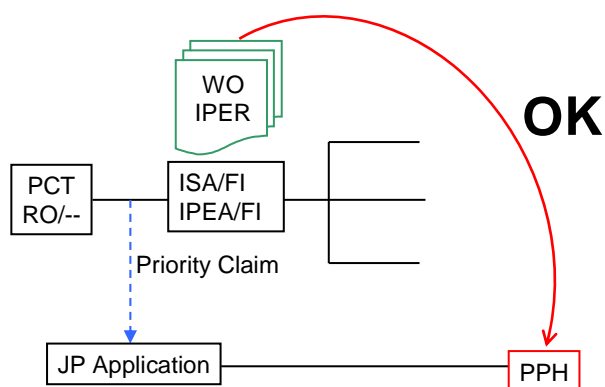 WO
IPER
OK
PCT
RO/--
ISA/FI
IPEA/FI
Priority Claim
JP Application
PPH